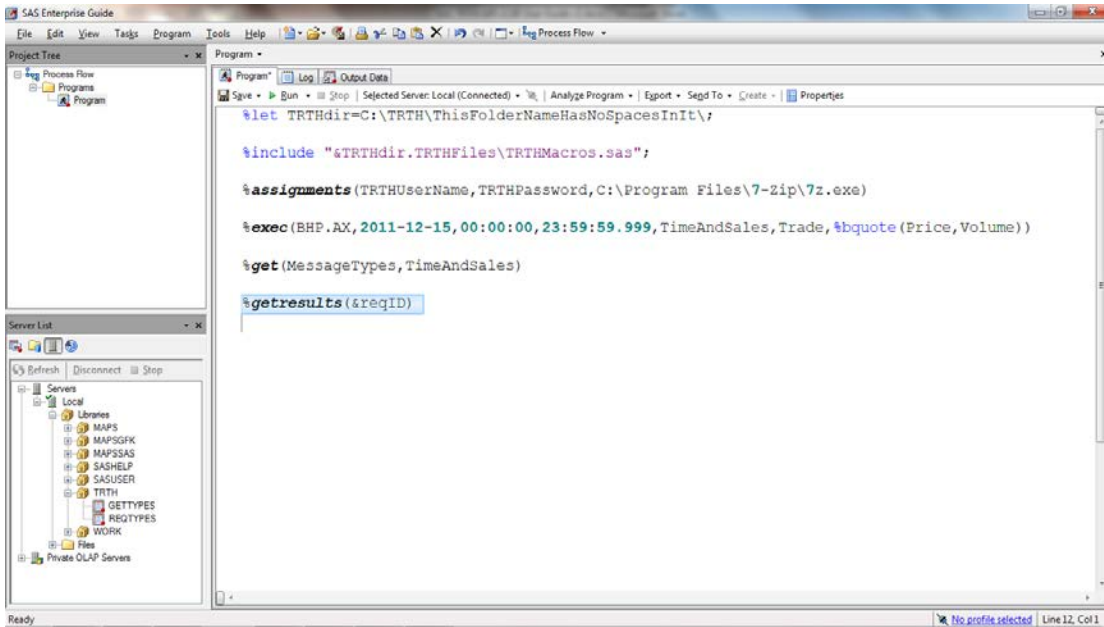 SAS Enterprise Guide
File Edit View Tasks Program Tools Help Process Flow
Project Tree
Process Flow
Programs
Program
Program
Program* Log Output Data
Save Run Stop Selected Server: Local (Connected) Analyze Program Export Send To Create Properties
%let TRTHdir=C:\TRTH\ThisFolderNameHasNoSpacesInIt\;
%include "&TRTHdir.TRTHFiles\TRTHMacros.sas";
%assignments(TRTHUserName,TRTHPassword,C:\Program Files\7-Zip\7z.exe)
%exec(BHP.AX,2011-12-15,00:00:00,23:59:59.999,TimeAndSales,Trade,%bquote(Price,Volume))
%get(MessageTypes,TimeAndSales)
%getresults(&reqID)
Server List
Refresh Disconnect Stop
Servers
Local
Libraries
MAPS
MAPSGFK
MAPSSAS
SASHELP
SASUSER
TRTH
GETTYPES
REQTYPES
WORK
Files
Private OLAP Servers
Ready
No profile selected Line 12, Col 1